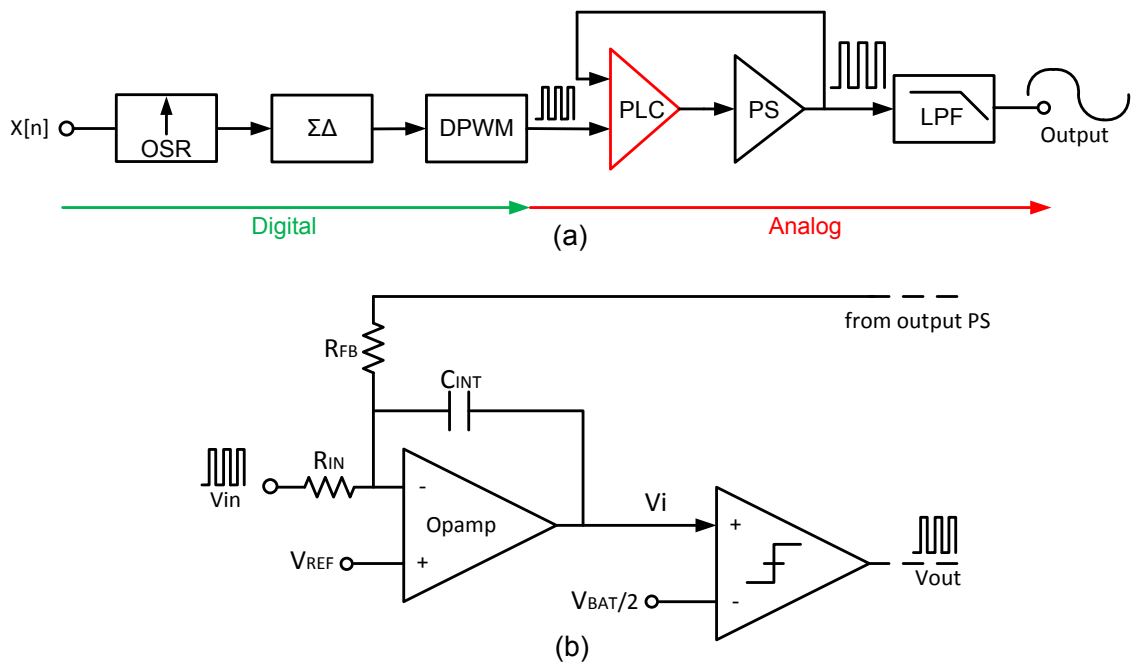 X[n]
OSR
ΣΔ
DPWM
PLC
PS
LPF
Output
Digital
Analog
(a)
from output PS
RFB
CINT
RIN
Vin
-
Opamp
+
VREF
Vi
+
-
VBAT/2
Vout
(b)